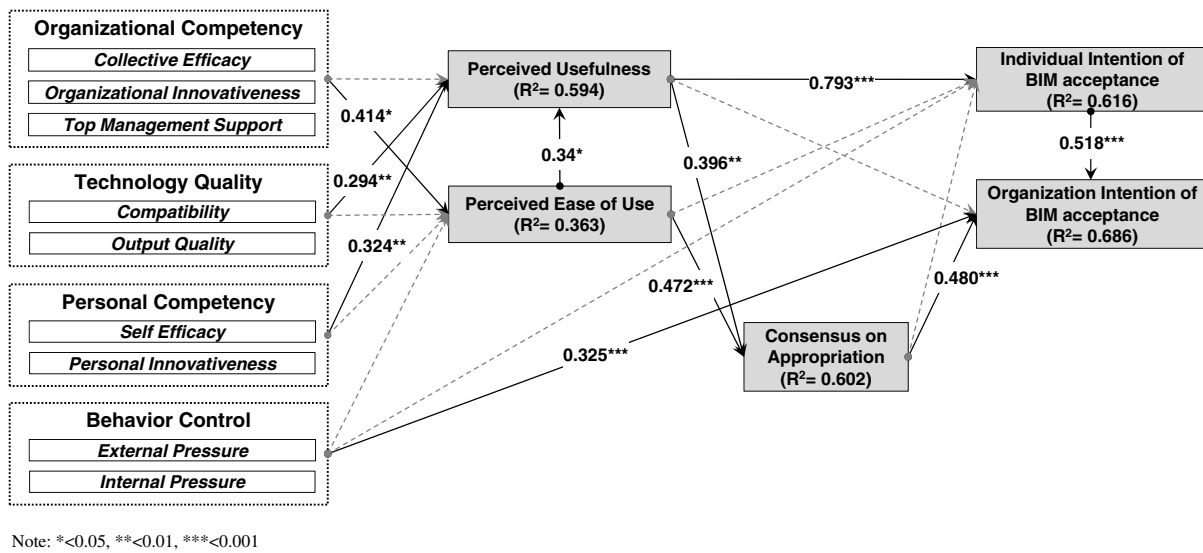 Organizational Competency
Collective Efficacy
Organizational Innovativeness
Top Management Support
Technology Quality
Compatibility
Output Quality
Personal Competency
Self Efficacy
Personal Innovativeness
Behavior Control
External Pressure
Internal Pressure
0.414*
0.294**
0.324**
Perceived Usefulness
(R²= 0.594)
0.34*
Perceived Ease of Use
(R²= 0.363)
0.793***
0.396**
0.472***
0.325***
Consensus on
Appropriation
(R²= 0.602)
0.480***
Individual Intention of
BIM acceptance
(R²= 0.616)
0.518***
Organization Intention of
BIM acceptance
(R²= 0.686)
Note: *<0.05, **<0.01, ***<0.001